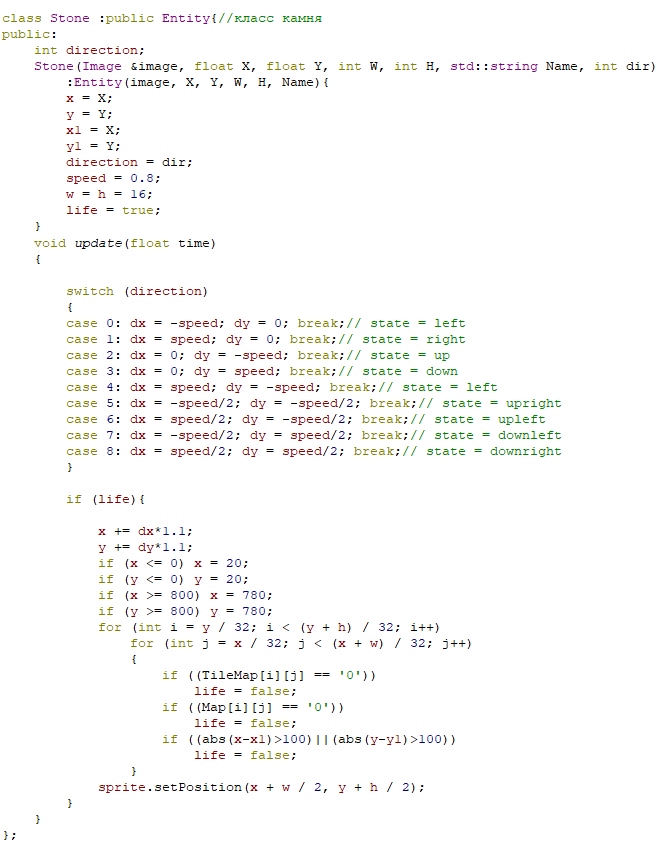 class Stone :public Entity{//класс камня
public:
    int direction;
    Stone(Image &image, float X, float Y, int W, int H, std::string Name, int dir)
        :Entity(image, X, Y, W, H, Name){
        x = X;
        y = Y;
        x1 = X;
        y1 = Y;
        direction = dir;
        speed = 0.8;
        w = h = 16;
        life = true;
    }
    void update(float time)
    {
        switch (direction)
        {
        case 0: dx = -speed; dy = 0; break;// state = left
        case 1: dx = speed; dy = 0; break;// state = right
        case 2: dx = 0; dy = -speed; break;// state = up
        case 3: dx = 0; dy = speed; break;// state = down
        case 4: dx = speed; dy = -speed; break;// state = left
        case 5: dx = -speed/2; dy = -speed/2; break;// state = upright
        case 6: dx = speed/2; dy = -speed/2; break;// state = upleft
        case 7: dx = -speed/2; dy = speed/2; break;// state = downleft
        case 8: dx = speed/2; dy = speed/2; break;// state = downright
        }
        if (life){
            x += dx*1.1;
            y += dy*1.1;
            if (x <= 0) x = 20;
            if (y <= 0) y = 20;
            if (x >= 800) x = 780;
            if (y >= 800) y = 780;
            for (int i = y / 32; i < (y + h) / 32; i++)
                for (int j = x / 32; j < (x + w) / 32; j++)
                {
                    if ((TileMap[i][j] == '0'))
                        life = false;
                    if ((Map[i][j] == '0'))
                        life = false;
                    if ((abs(x-x1)>100)||(abs(y-y1)>100))
                        life = false;
                }
            sprite.setPosition(x + w / 2, y + h / 2);
        }
    }
};